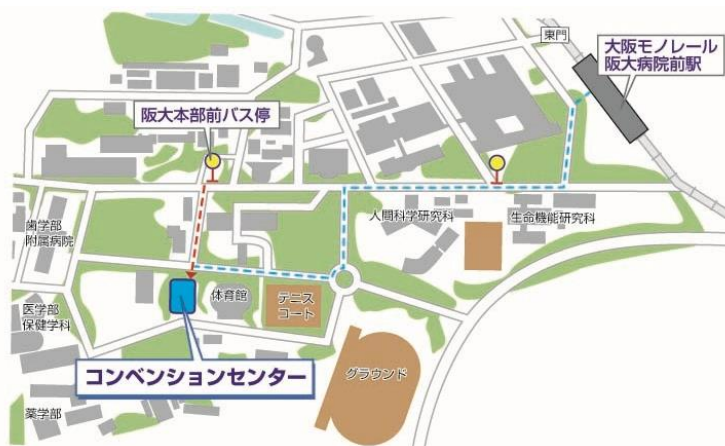 東門
大阪モノレール
阪大病院前駅
阪大本部前バス停
人間科学研究科
生命機能研究科
歯学部
附属病院
医学部
保健学科
体育館
テニス
コート
コンベンションセンター
グラウンド
薬学部